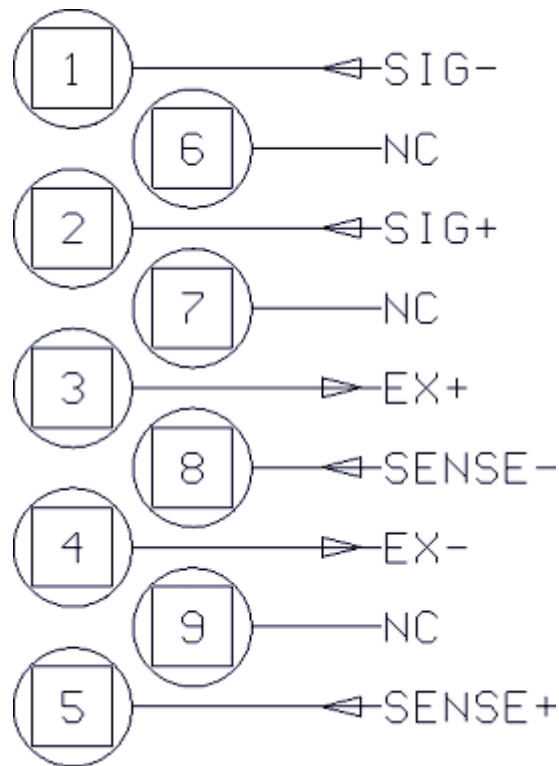 1 SIG-
6 NC
2 SIG+
7 NC
3 EX+
8 SENSE-
4 EX-
9 NC
5 SENSE+